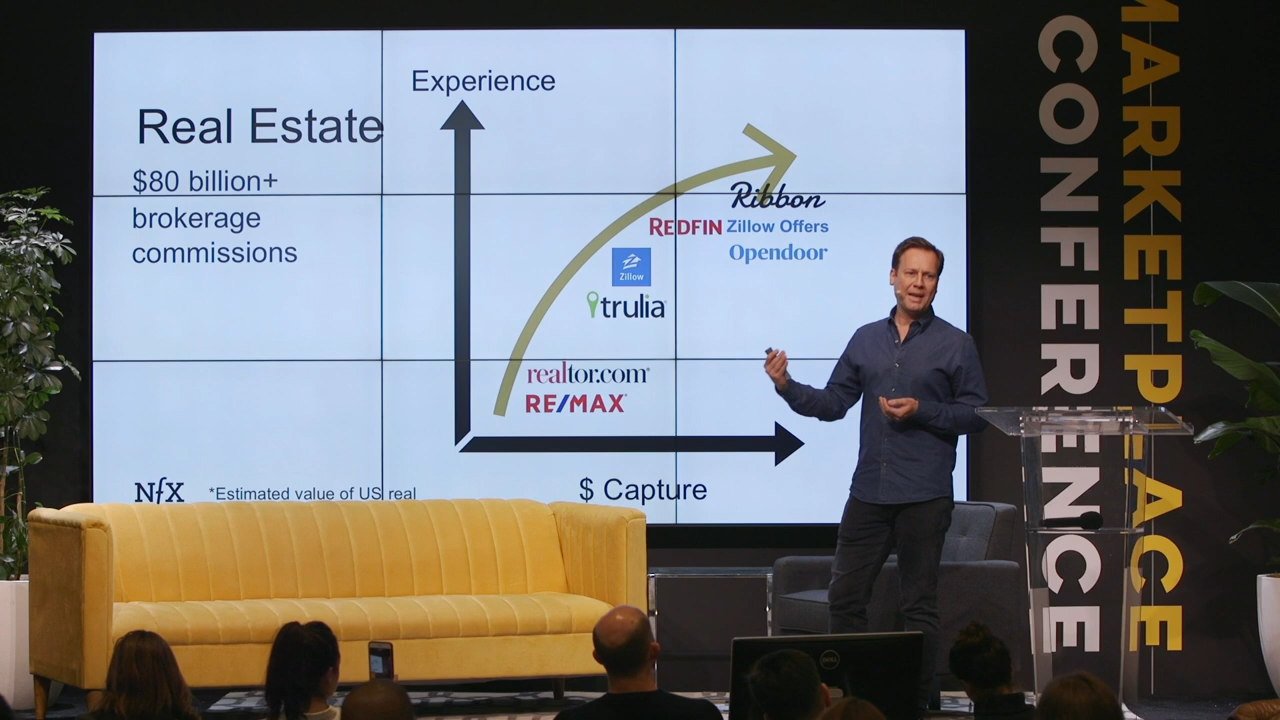 Experience
Real Estate
$80 billion+
brokerage
commissions
Ribbon
REDFIN Zillow Offers
Opendoor
Zillow
trulia
realtor.com®
RE/MAX
$ Capture
NfX
*Estimated value of US real
MARKETPLACE
CONFERENCE
DELL